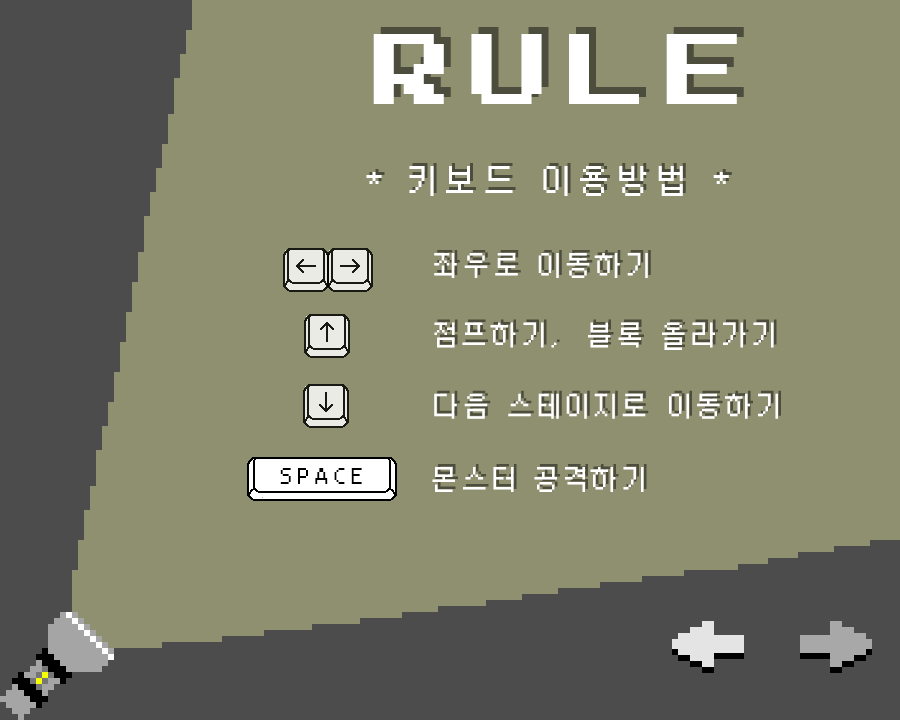 RULE
* 키보드 이용방법 *
← → 좌우로 이동하기
↑ 점프하기, 블록 올라가기
↓ 다음 스테이지로 이동하기
SPACE 몬스터 공격하기